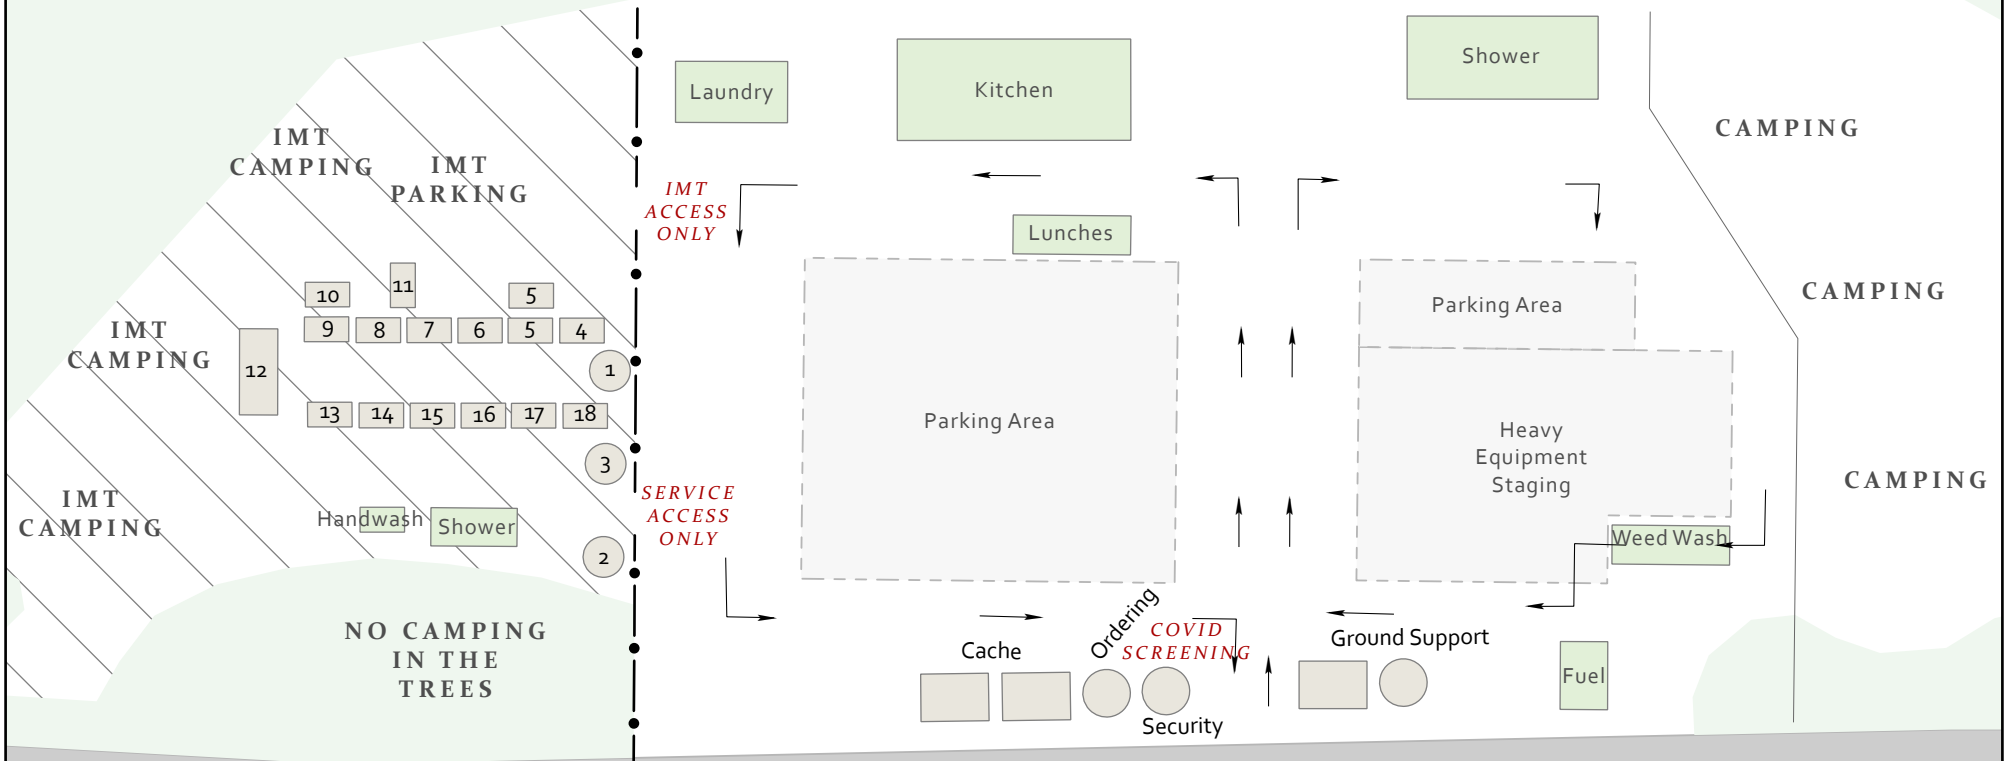 Laundry
Kitchen
Shower
IMT
CAMPING
IMT
PARKING
IMT
ACCESS
ONLY
CAMPING
Lunches
CAMPING
10
11
5
9
8
7
6
5
4
Parking Area
IMT
CAMPING
12
1
13
14
15
16
17
18
Parking Area
Heavy
Equipment
Staging
3
CAMPING
IMT
CAMPING
Handwash
Shower
SERVICE
ACCESS
ONLY
2
Weed Wash
NO CAMPING
IN THE
TREES
Cache
Ordering
COVID
SCREENING
Ground Support
Security
Fuel